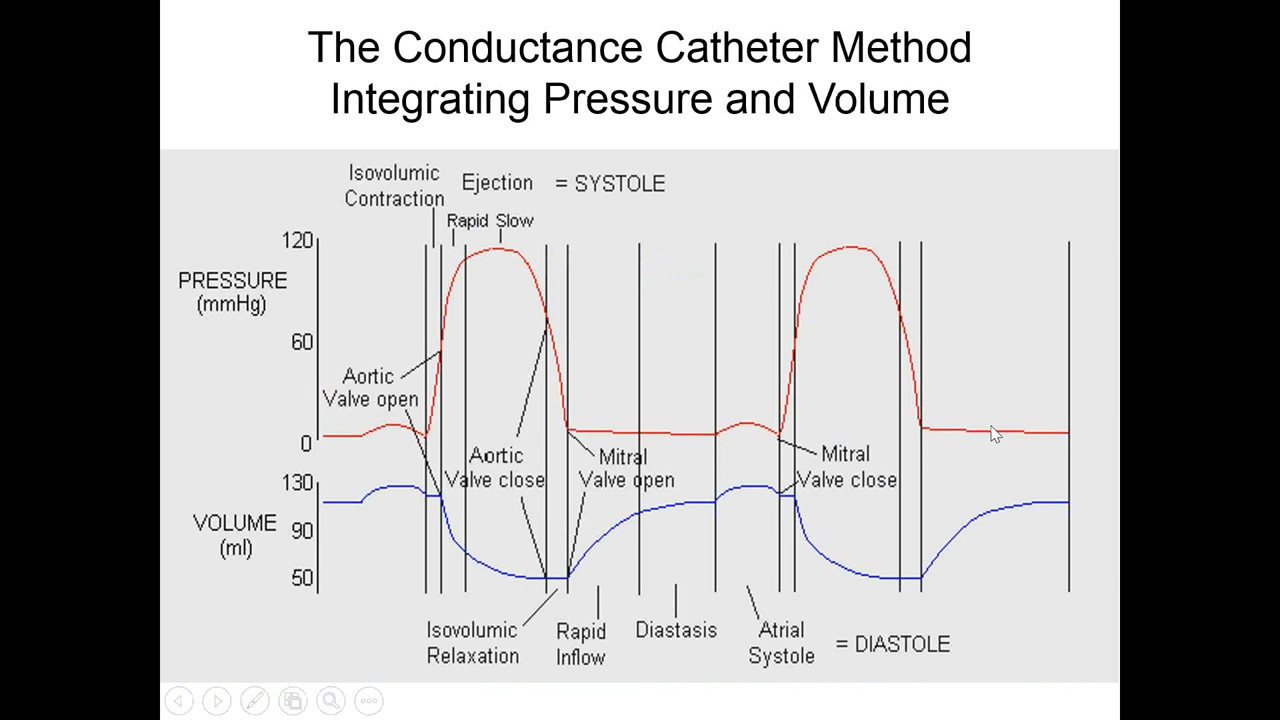 The Conductance Catheter Method
Integrating Pressure and Volume
Isovolumic
Contraction
Ejection = SYSTOLE
Rapid Slow
120
PRESSURE
(mmHg)
60
Aortic
Valve open
0
Aortic
Valve close
Mitral
Valve open
Mitral
Valve close
130
VOLUME
(ml)
90
50
Isovolumic
Relaxation
Rapid
Inflow
Diastasis
Atrial
Systole
= DIASTOLE